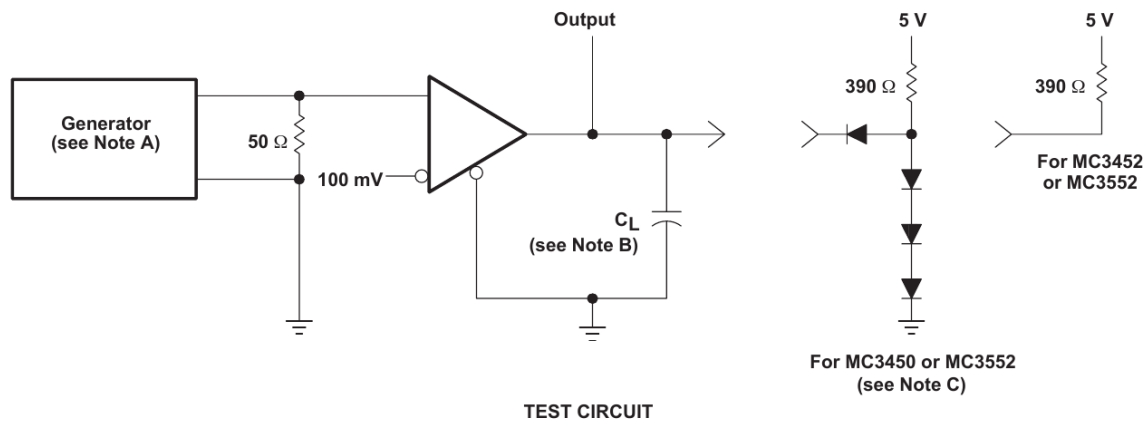 Output
5 V
5 V
Generator
(see Note A)
50 Ω
100 mV
CL
(see Note B)
390 Ω
390 Ω
For MC3452
or MC3552
For MC3450 or MC3552
(see Note C)
TEST CIRCUIT